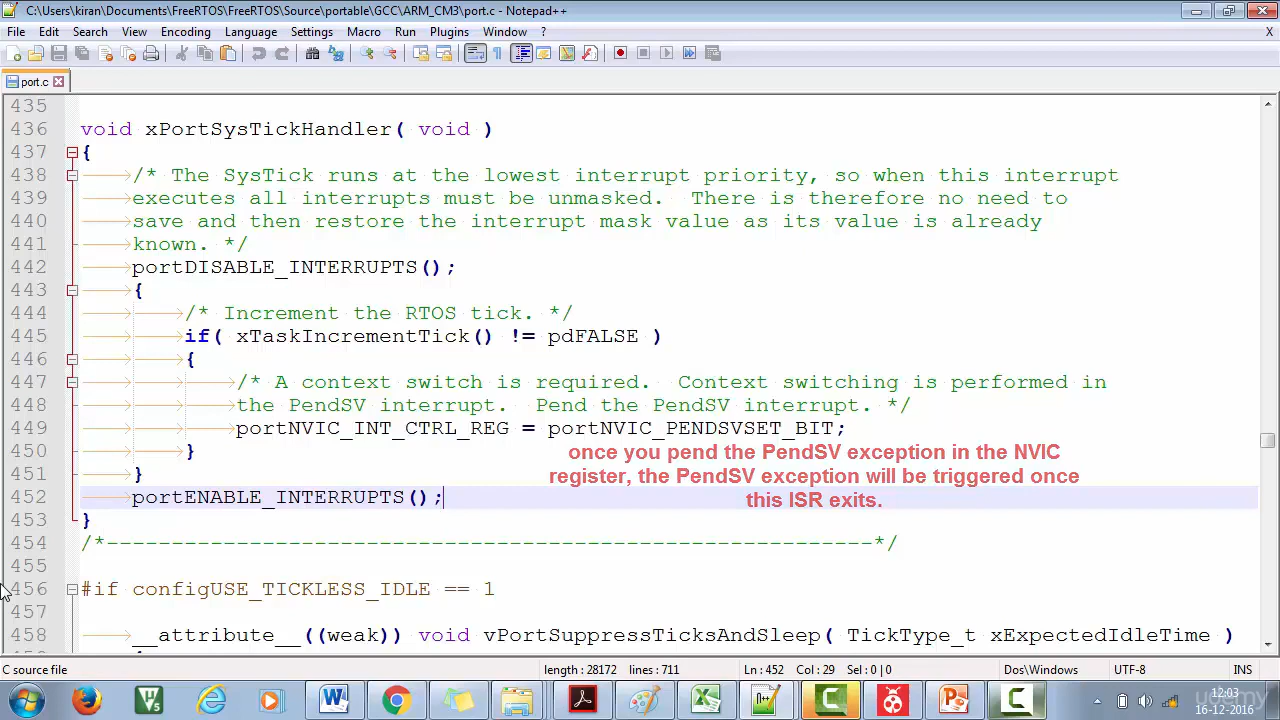 C:\Users\kiran\Documents\FreeRTOS\FreeRTOS\Source\portable\GCC\ARM_CM3\port.c - Notepad++
File Edit Search View Encoding Language Settings Macro Run Plugins Window ? X
port.c
435
436 void xPortSysTickHandler( void )
437 {
438 /* The SysTick runs at the lowest interrupt priority, so when this interrupt
439 executes all interrupts must be unmasked. There is therefore no need to
440 save and then restore the interrupt mask value as its value is already
441 known. */
442 portDISABLE_INTERRUPTS();
443 {
444 /* Increment the RTOS tick. */
445 if( xTaskIncrementTick() != pdFALSE )
446 {
447 /* A context switch is required. Context switching is performed in
448 the PendSV interrupt. Pend the PendSV interrupt. */
449 portNVIC_INT_CTRL_REG = portNVIC_PENDSVSET_BIT;
450 }
451 }
452 portENABLE_INTERRUPTS();
453 }
once you pend the PendSV exception in the NVIC
register, the PendSV exception will be triggered once
this ISR exits.
454 /*-----------------------------------------------------------*/
455
456 #if configUSE_TICKLESS_IDLE == 1
457
458 __attribute__((weak)) void vPortSuppressTicksAndSleep( TickType_t xExpectedIdleTime )
C source file length : 28172 lines : 711 Ln : 452 Col : 29 Sel : 0 | 0 Dos\Windows UTF-8 INS
12:03
16-12-2016
udemy